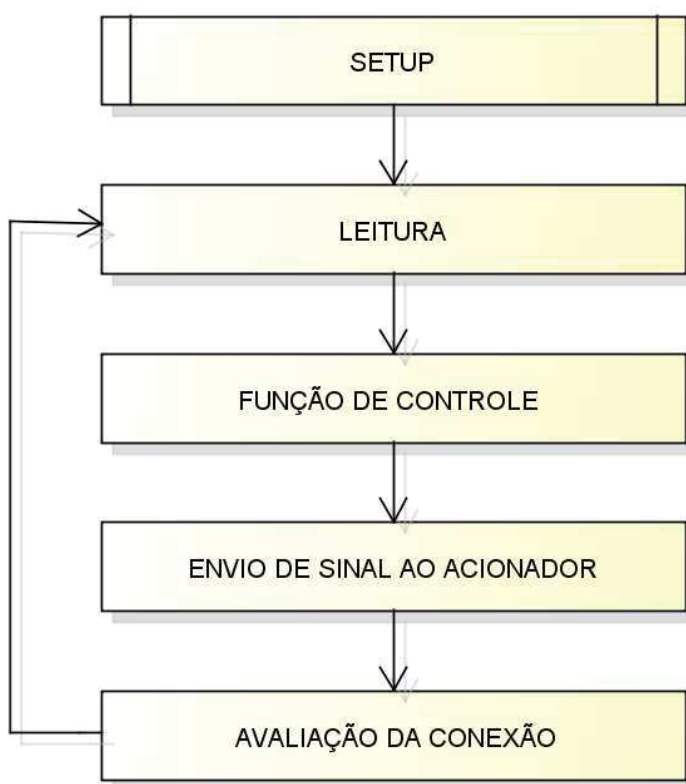 SETUP
LEITURA
FUNÇÃO DE CONTROLE
ENVIO DE SINAL AO ACIONADOR
AVALIAÇÃO DA CONEXÃO